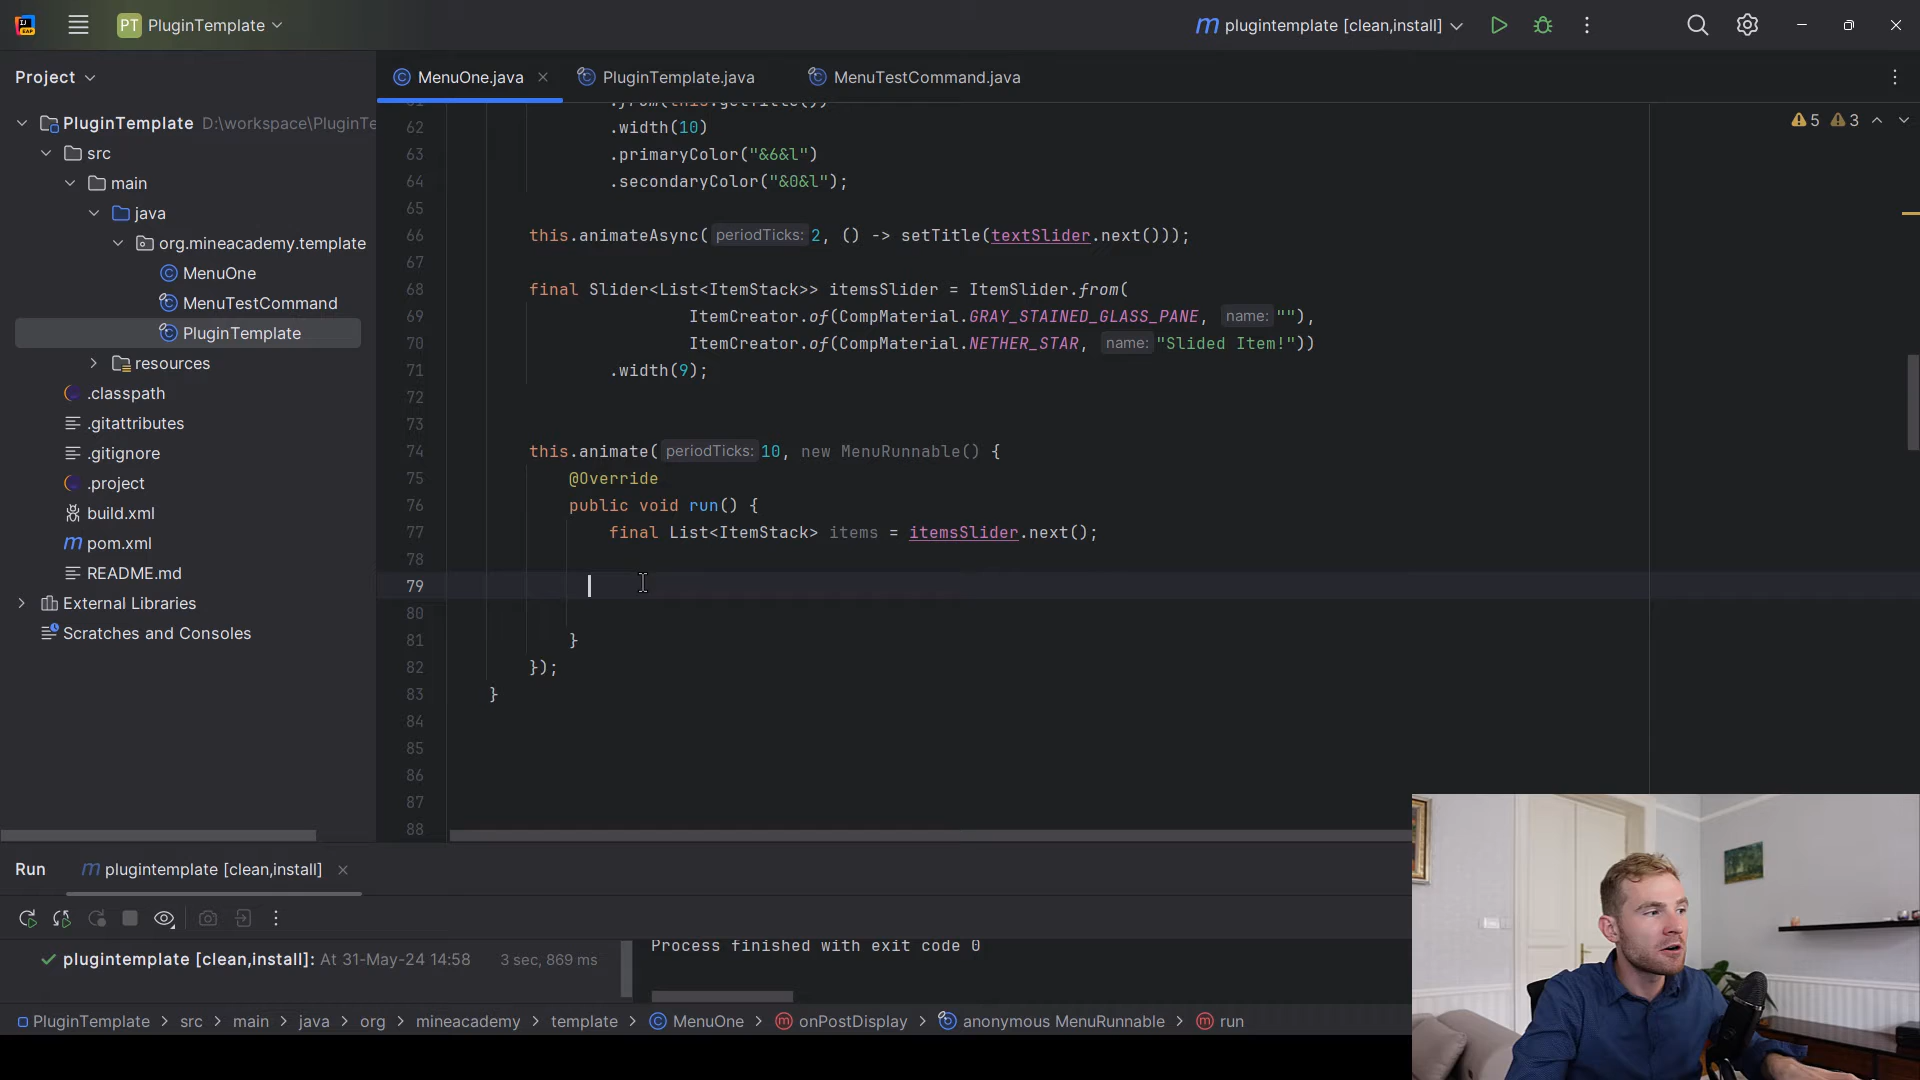 PT PluginTemplate
plugintemplate [clean,install]
Project
MenuOne.java
PluginTemplate.java
MenuTestCommand.java
PluginTemplate D:\workspace\PluginTe
src
main
java
org.mineacademy.template
MenuOne
MenuTestCommand
PluginTemplate
resources
.classpath
.gitattributes
.gitignore
.project
build.xml
pom.xml
README.md
External Libraries
Scratches and Consoles
5 3
62 .width(10)
63 .primaryColor("&6&l")
64 .secondaryColor("&0&l");
65
66 this.animateAsync( periodTicks: 2, () -> setTitle(textSlider.next()));
67
68 final Slider<List<ItemStack>> itemsSlider = ItemSlider.from(
69 ItemCreator.of(CompMaterial.GRAY_STAINED_GLASS_PANE, name: ""),
70 ItemCreator.of(CompMaterial.NETHER_STAR, name: "Slided Item!"))
71 .width(9);
72
73
74 this.animate( periodTicks: 10, new MenuRunnable() {
75 @Override
76 public void run() {
77 final List<ItemStack> items = itemsSlider.next();
78
79
80
81 }
82 });
83 }
84
85
86
87
88
Run
plugintemplate [clean,install]
plugintemplate [clean,install]: At 31-May-24 14:58 3 sec, 869 ms
Process finished with exit code 0
PluginTemplate > src > main > java > org > mineacademy > template > MenuOne > onPostDisplay > anonymous MenuRunnable > run